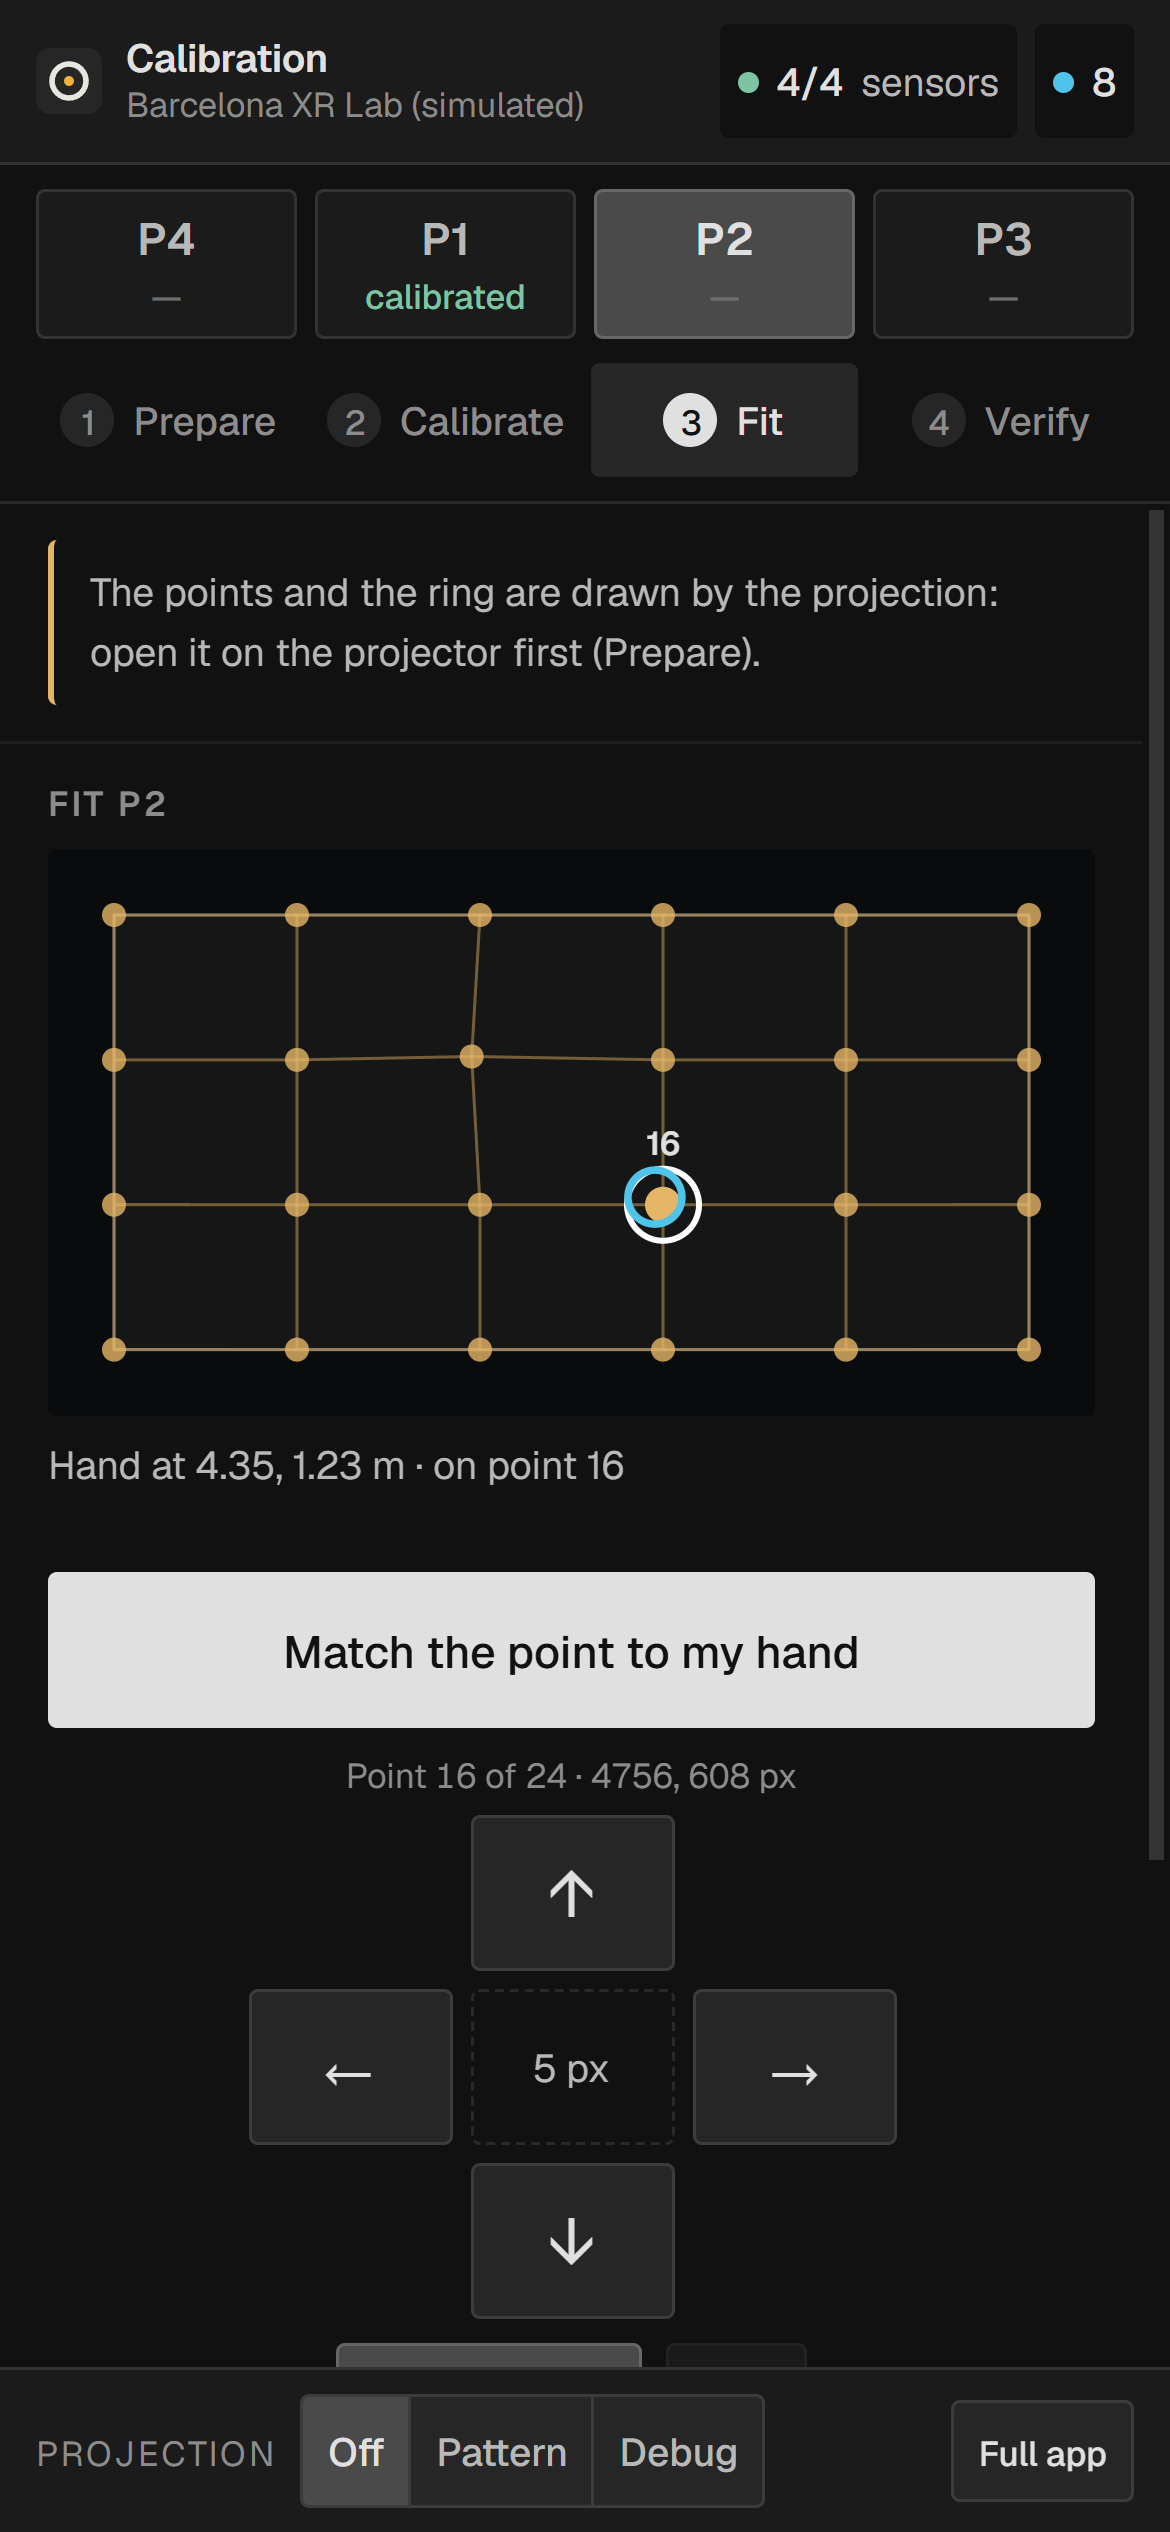 Calibration
Barcelona XR Lab (simulated)
4/4 sensors
8
P4
—
P1
calibrated
P2
—
P3
—
1 Prepare
2 Calibrate
3 Fit
4 Verify
The points and the ring are drawn by the projection:
open it on the projector first (Prepare).
FIT P2
16
Hand at 4.35, 1.23 m · on point 16
Match the point to my hand
Point 16 of 24 · 4756, 608 px
↑
←
5 px
→
↓
PROJECTION
Off
Pattern
Debug
Full app